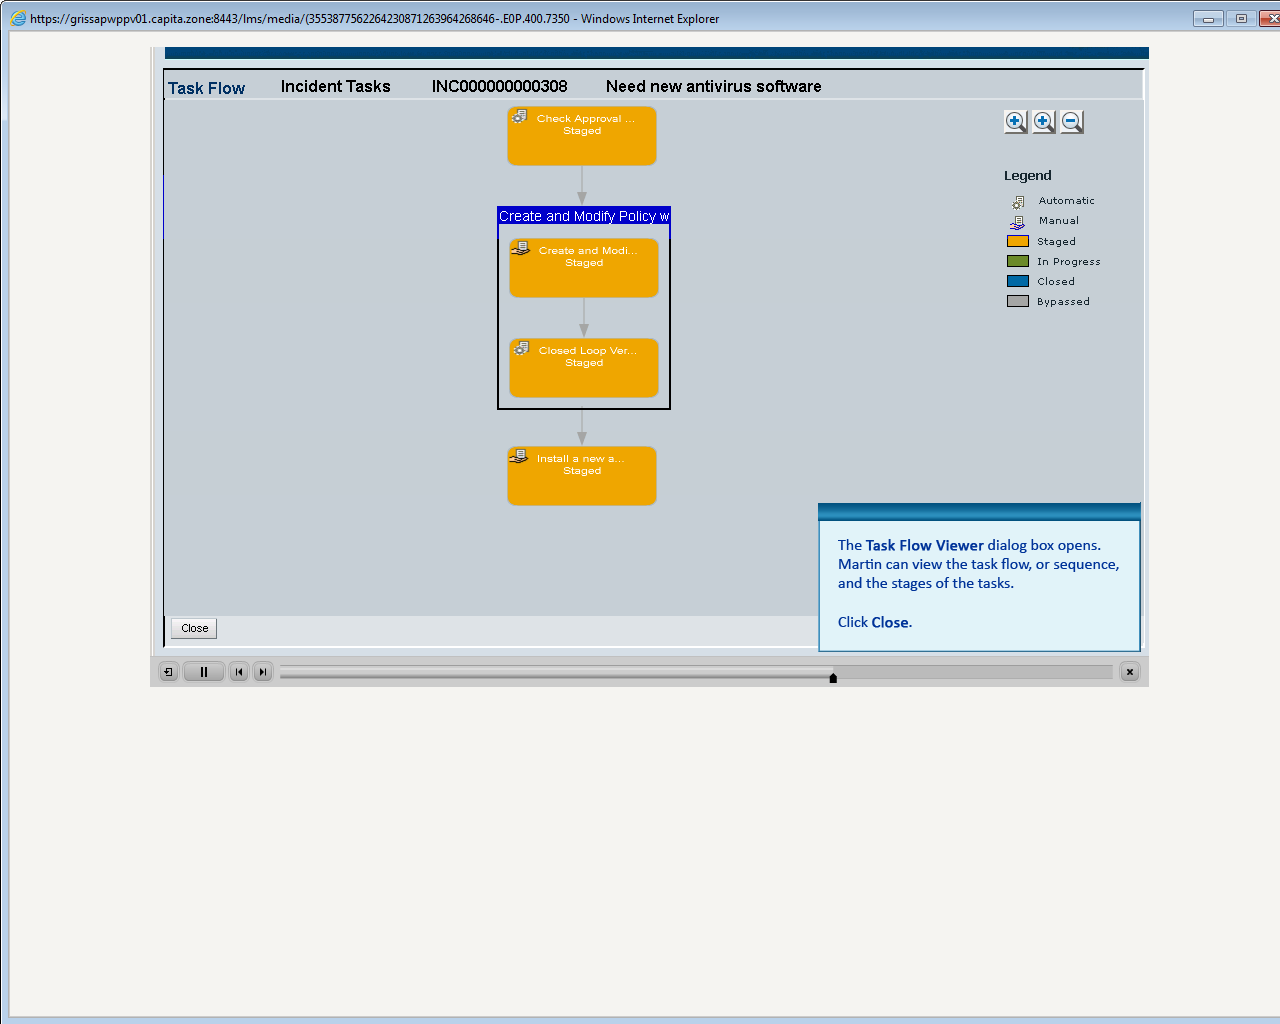 https://grissapwppv01.capita.zone:8443/lms/media/(3553877562264230871263964268646-.E0P.400.7350 - Windows Internet Explorer
Task Flow Incident Tasks INC000000000308 Need new antivirus software
Check Approval ...
Staged
Create and Modify Policy w
Create and Modi...
Staged
Closed Loop Ver...
Staged
Install a new a...
Staged
Legend
Automatic
Manual
Staged
In Progress
Closed
Bypassed
The Task Flow Viewer dialog box opens.
Martin can view the task flow, or sequence,
and the stages of the tasks.
Click Close.
Close